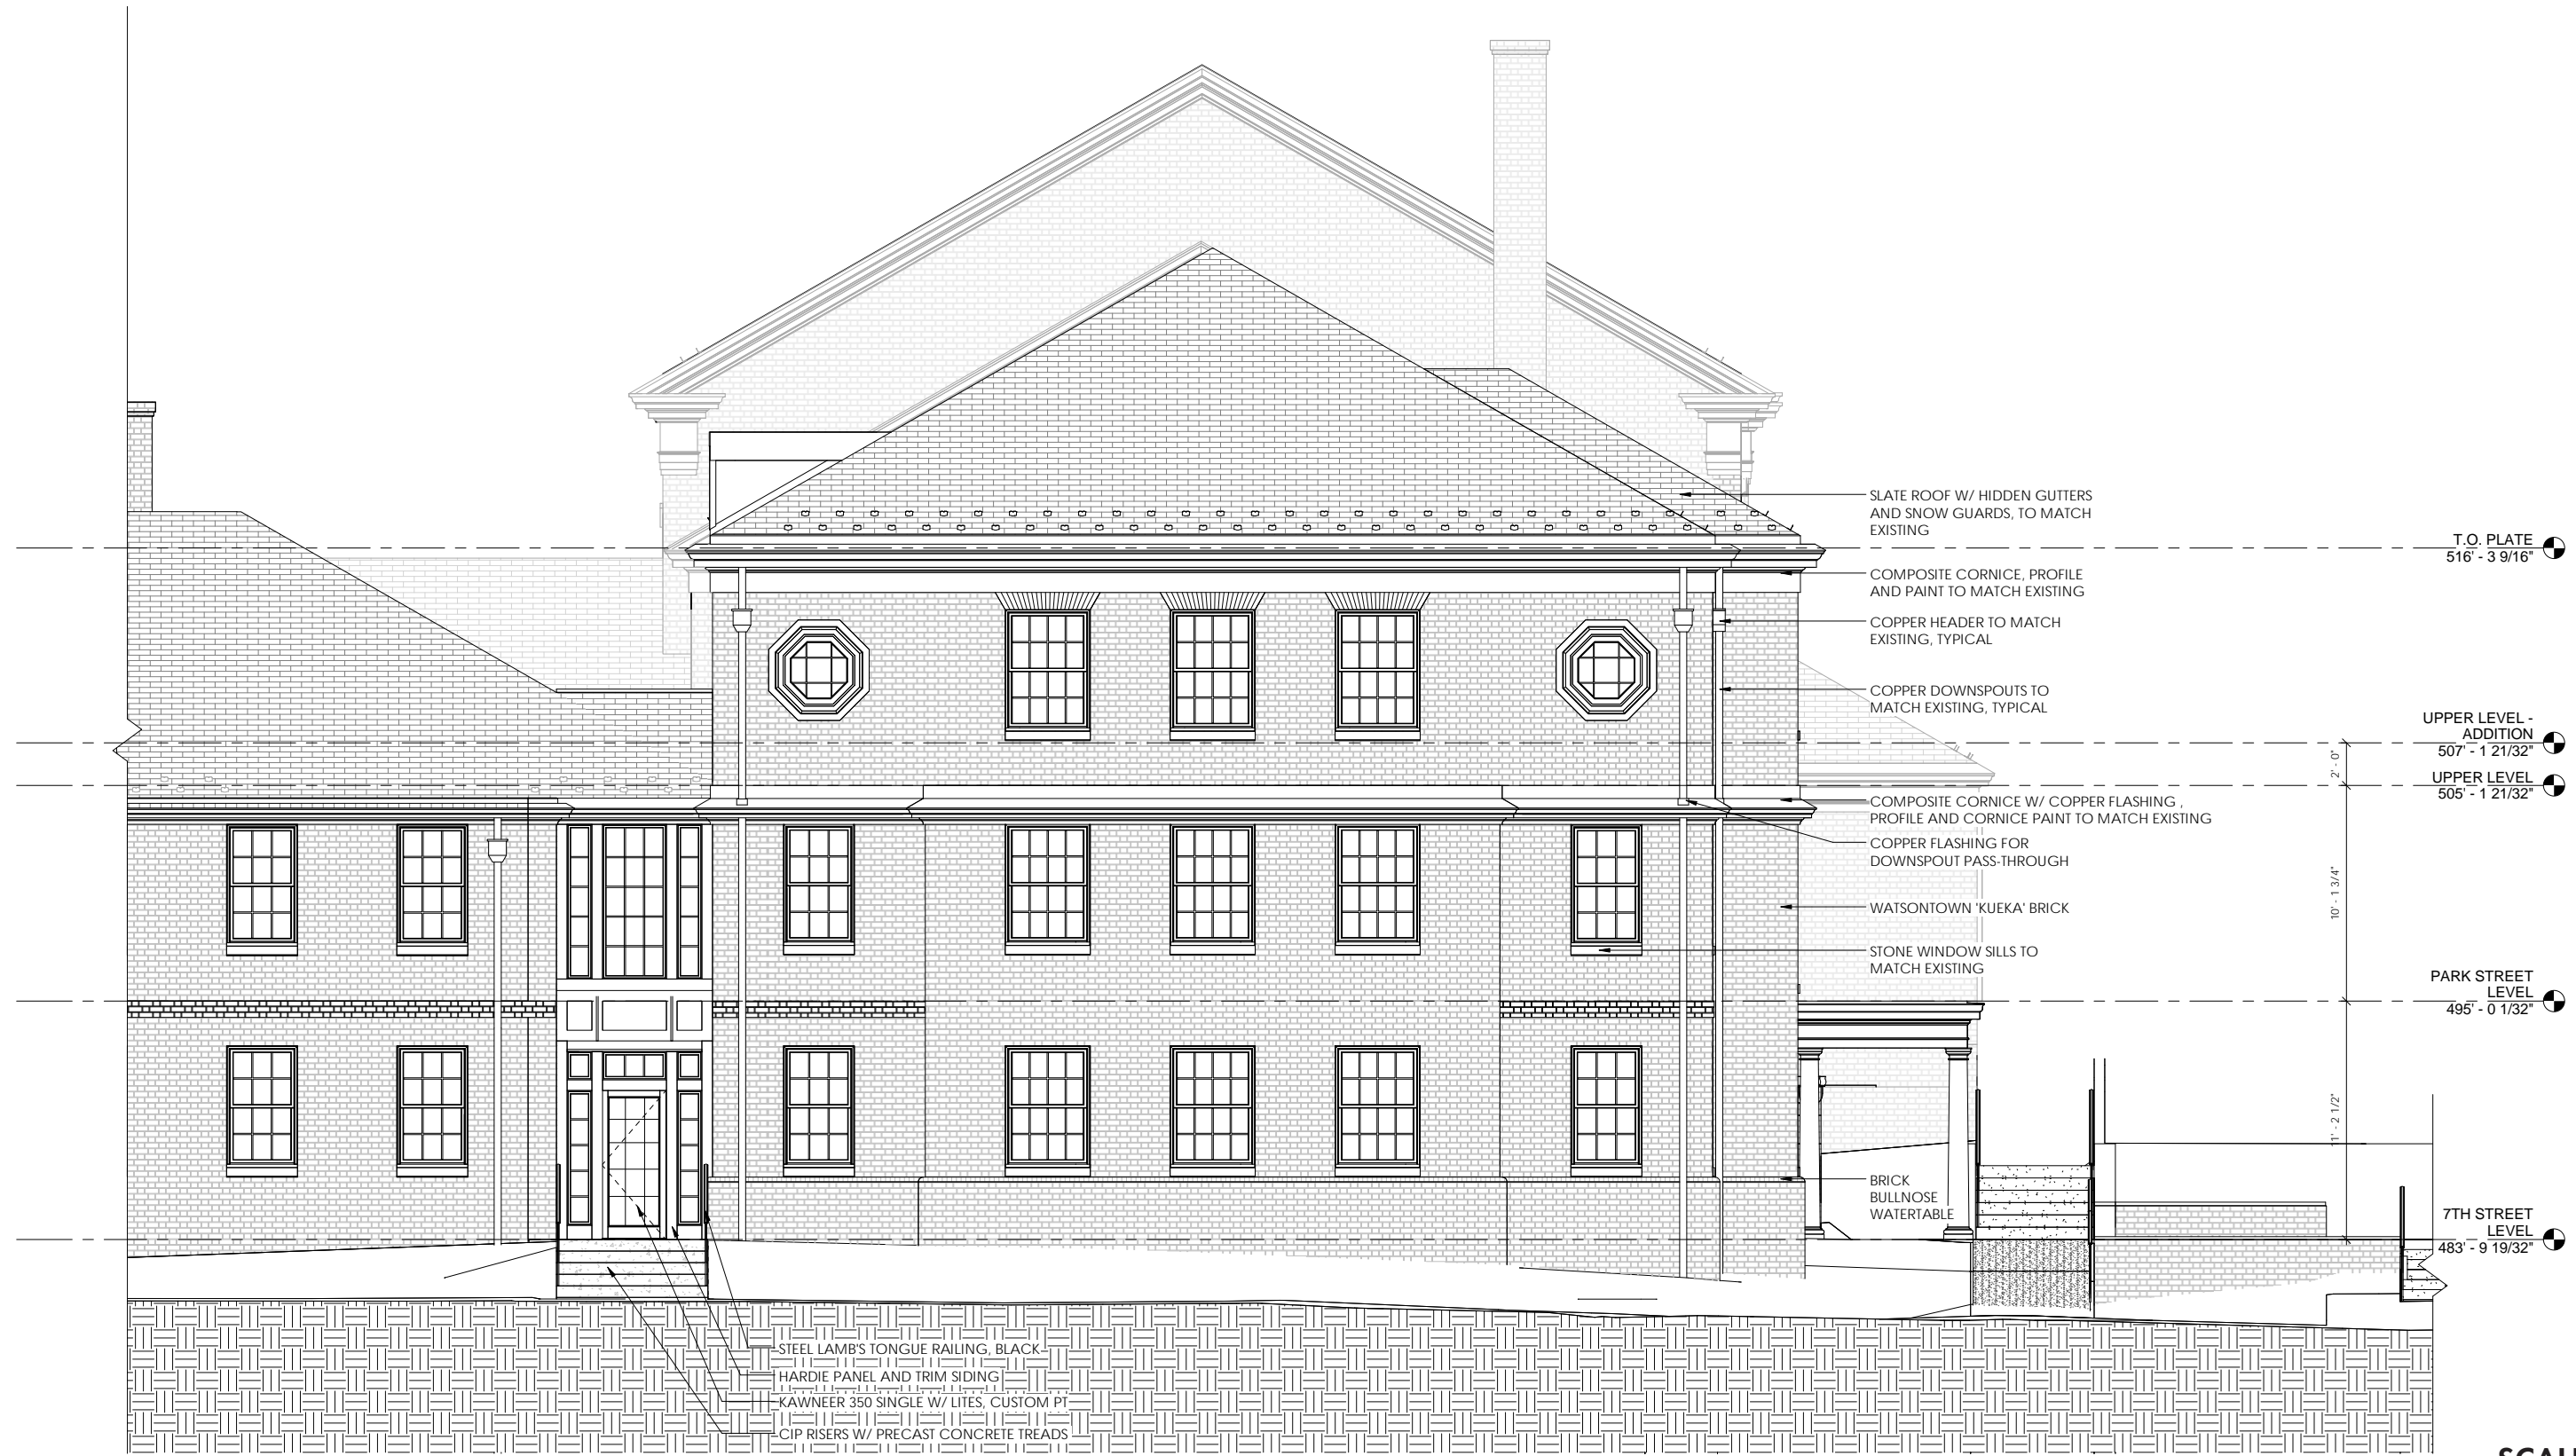 SLATE ROOF W/ HIDDEN GUTTERS
AND SNOW GUARDS, TO MATCH
EXISTING
T.O. PLATE
516' - 3 9/16"
COMPOSITE CORNICE, PROFILE
AND PAINT TO MATCH EXISTING
COPPER HEADER TO MATCH
EXISTING, TYPICAL
COPPER DOWNSPOUTS TO
MATCH EXISTING, TYPICAL
UPPER LEVEL -
ADDITION
507' - 1 21/32"
2' - 0"
UPPER LEVEL
505' - 1 21/32"
COMPOSITE CORNICE W/ COPPER FLASHING ,
PROFILE AND CORNICE PAINT TO MATCH EXISTING
COPPER FLASHING FOR
DOWNSPOUT PASS-THROUGH
10' - 1 3/4"
WATSONTOWN 'KUEKA' BRICK
STONE WINDOW SILLS TO
MATCH EXISTING
PARK STREET
LEVEL
495' - 0 1/32"
11' - 2 1/2"
BRICK
BULLNOSE
WATERTABLE
7TH STREET
LEVEL
483' - 9 19/32"
STEEL LAMB'S TONGUE RAILING, BLACK
HARDIE PANEL AND TRIM SIDING
KAWNEER 350 SINGLE W/ LITES, CUSTOM PT
CIP RISERS W/ PRECAST CONCRETE TREADS